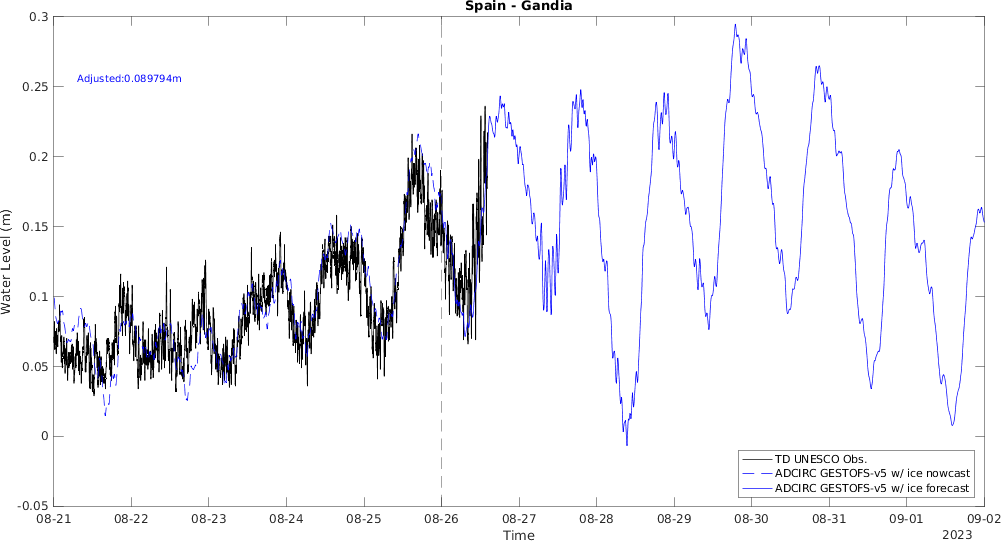 Spain - Gandia
0.3
0.25
0.2
0.15
0.1
0.05
0
-0.05
Water Level (m)
Adjusted:0.089794m
TD UNESCO Obs.
ADCIRC GESTOFS-v5 w/ ice nowcast
ADCIRC GESTOFS-v5 w/ ice forecast
08-21 08-22 08-23 08-24 08-25 08-26 08-27 08-28 08-29 08-30 08-31 09-01 09-02
Time
2023